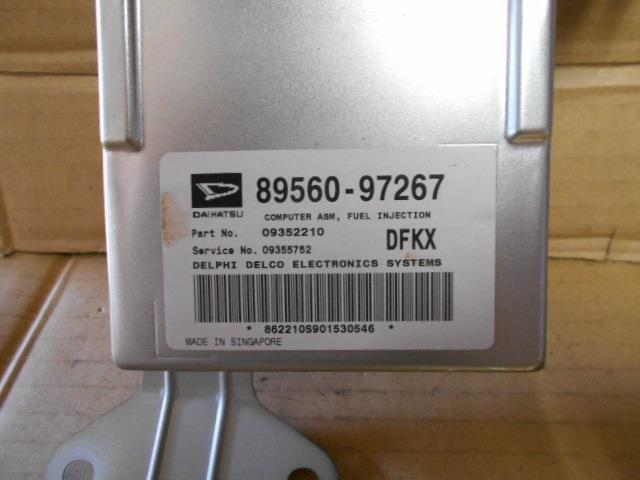 89560-97267
DAIHATSU
COMPUTER ASM, FUEL INJECTION
Part No. 09352210
DFKX
Service No. 09355752
DELPHI DELCO ELECTRONICS SYSTEMS
* 862210S901530546 *
MADE IN SINGAPORE